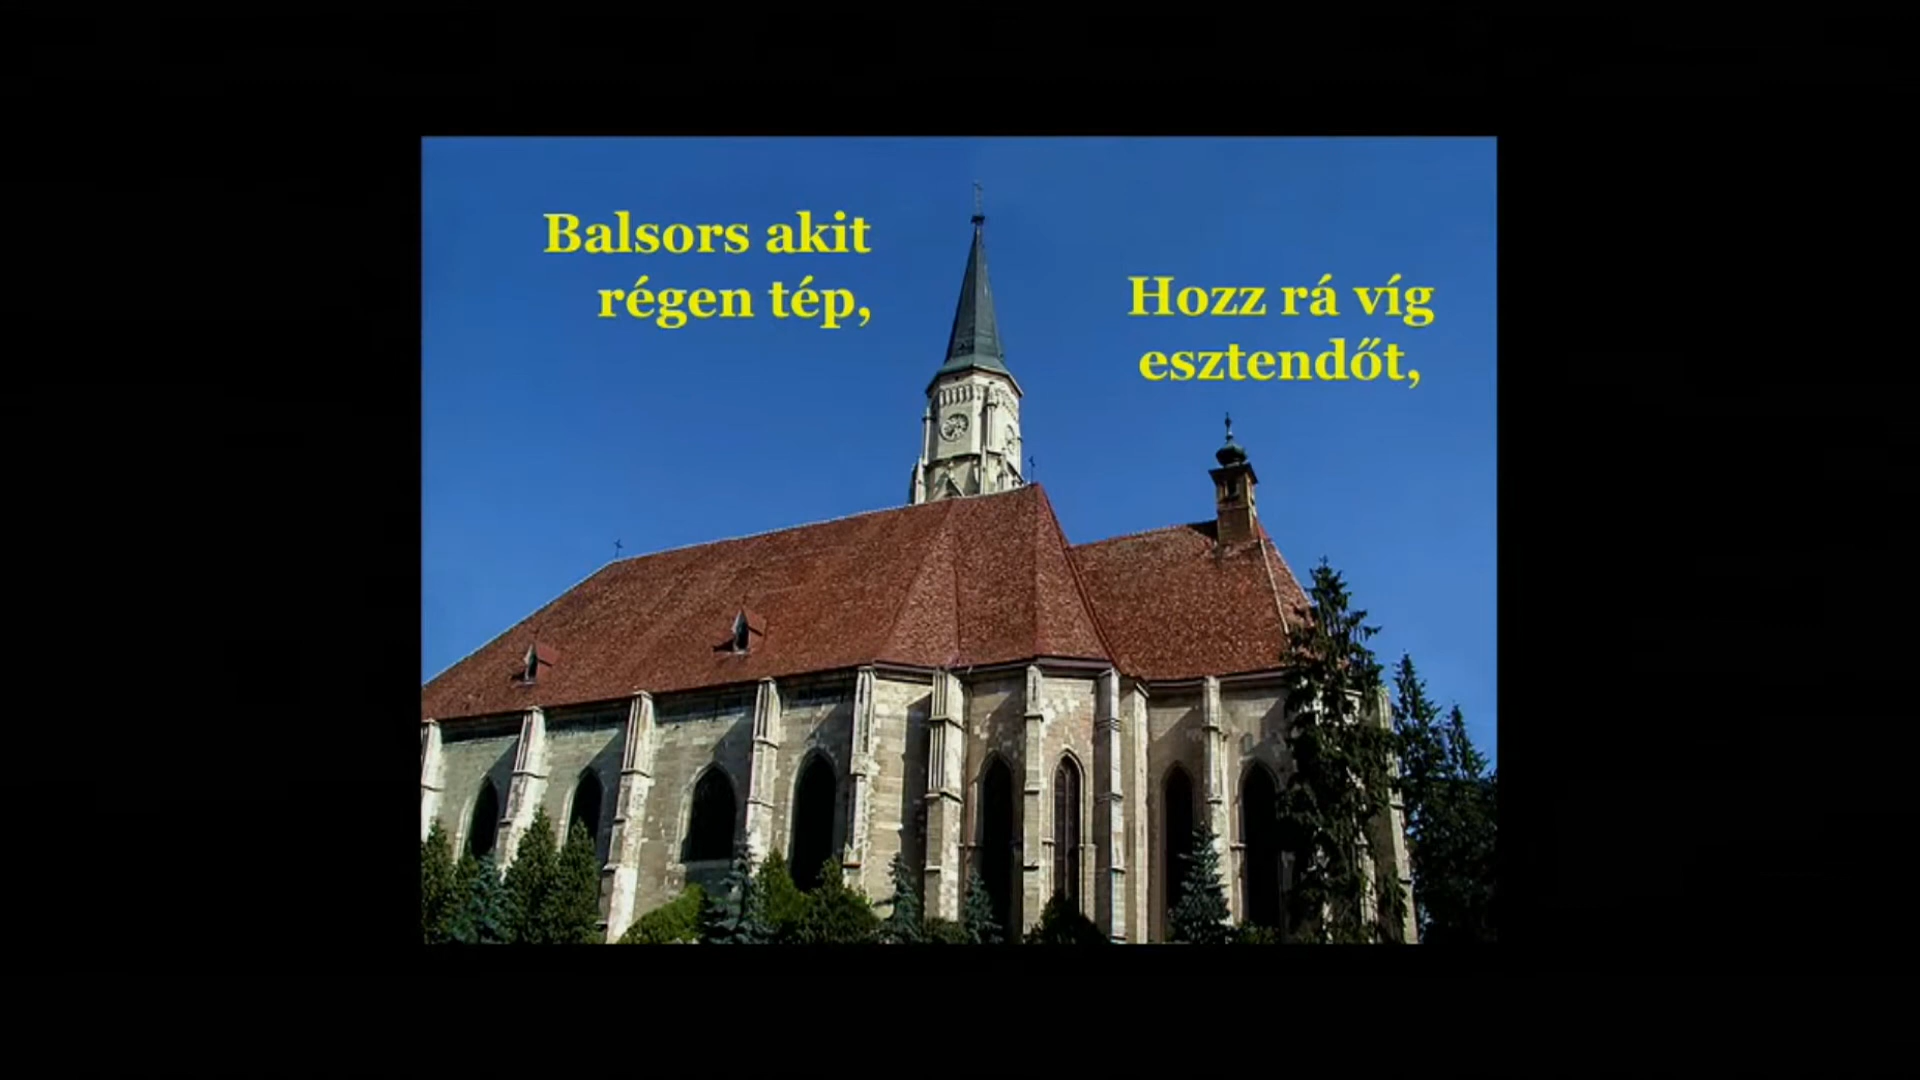 Balsors akit
régen tép,
Hozz rá víg
esztendőt,